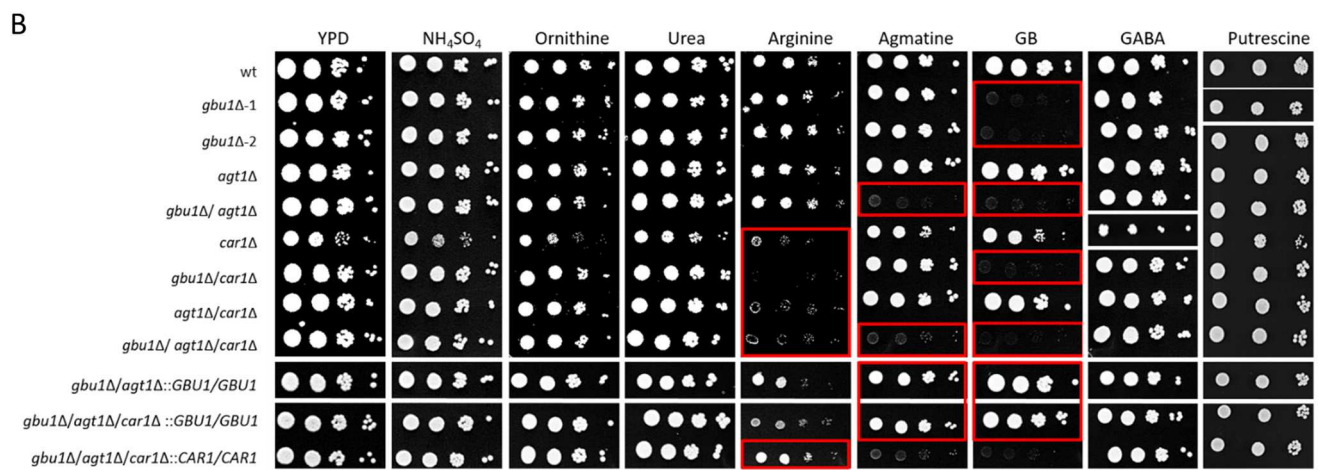 B
YPD NH₄SO₄ Ornithine Urea Arginine Agmatine GB GABA Putrescine
wt
gbu1Δ-1
gbu1Δ-2
agt1Δ
gbu1Δ/ agt1Δ
car1Δ
gbu1Δ/car1Δ
agt1Δ/car1Δ
gbu1Δ/ agt1Δ/car1Δ
gbu1Δ/agt1Δ::GBU1/GBU1
gbu1Δ/agt1Δ/car1Δ ::GBU1/GBU1
gbu1Δ/agt1Δ/car1Δ::CAR1/CAR1